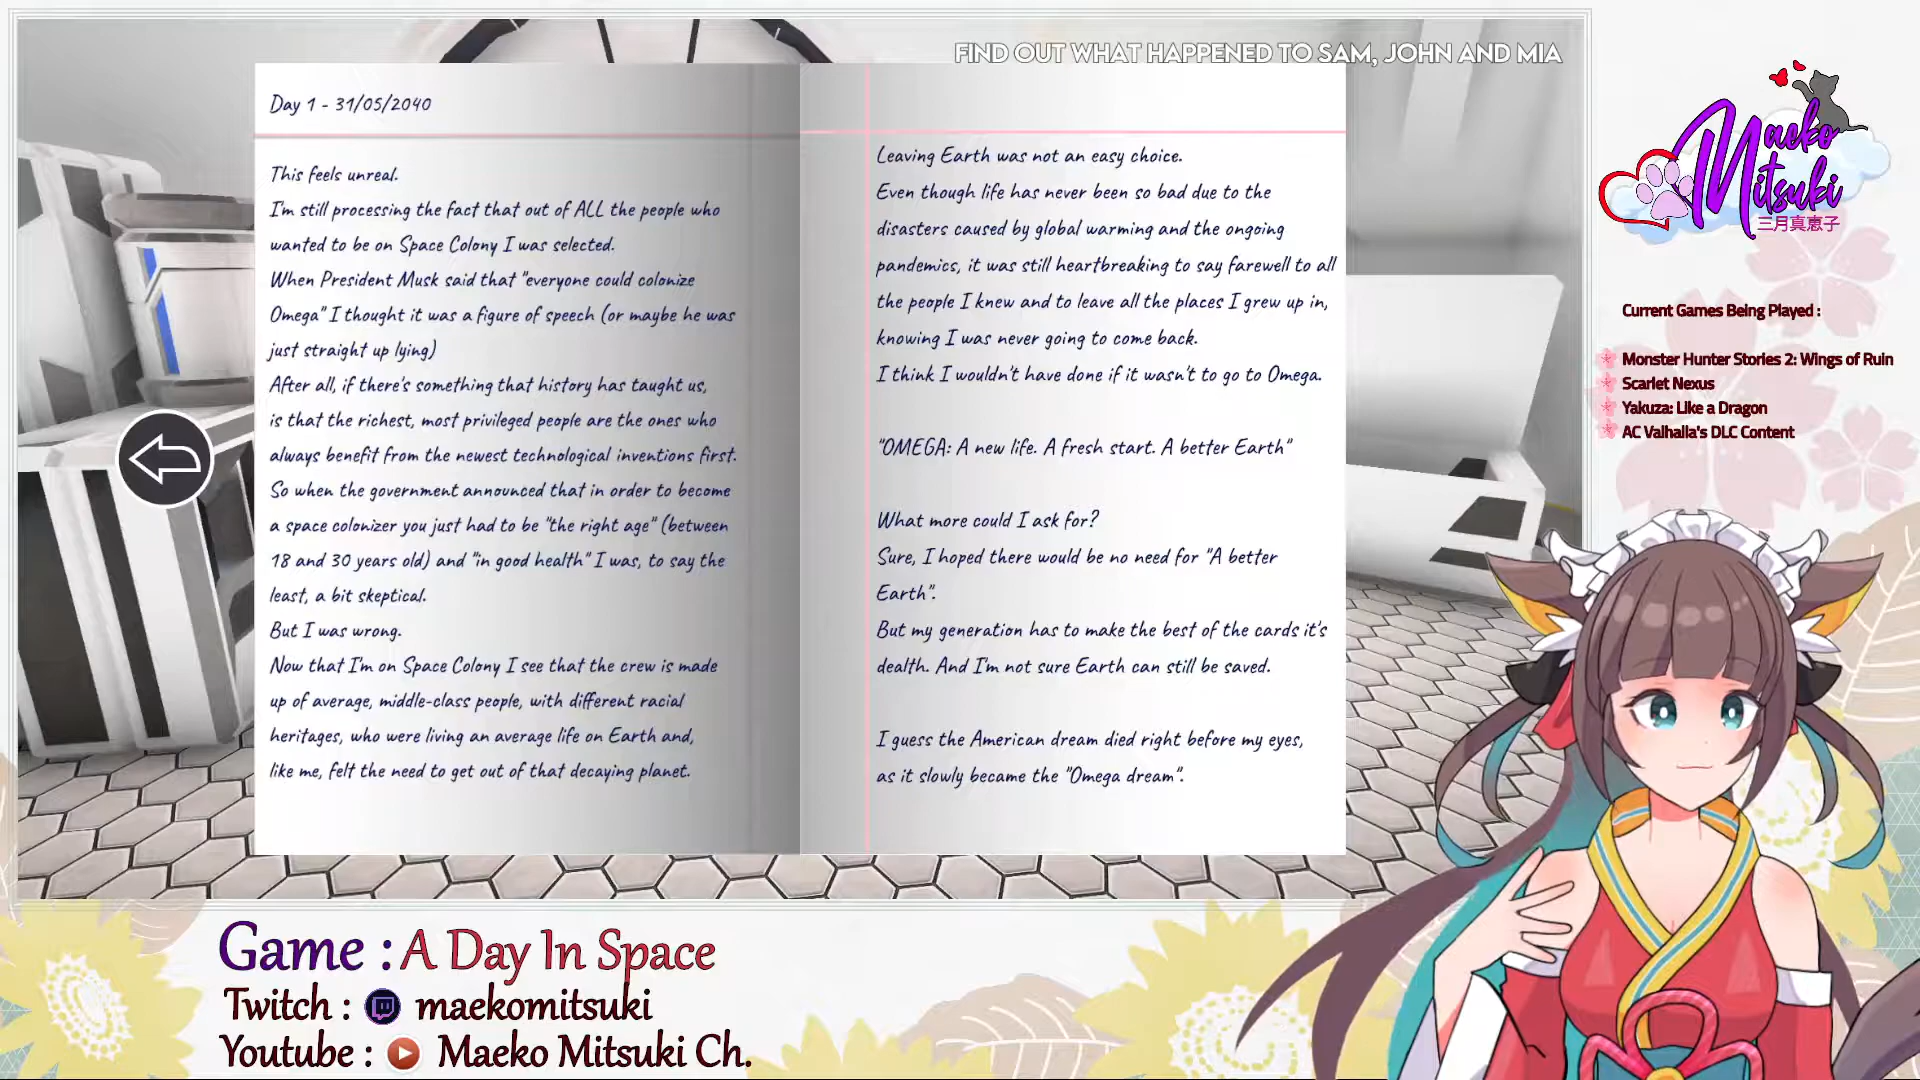 FIND OUT WHAT HAPPENED TO SAM, JOHN AND MIA
Day 1 - 31/05/2040
This feels unreal.
I'm still processing the fact that out of ALL the people who
wanted to be on Space Colony I was selected.
When President Musk said that "everyone could colonize
Omega" I thought it was a figure of speech (or maybe he was
just straight up lying)
After all, if there's something that history has taught us,
is that the richest, most privileged people are the ones who
always benefit from the newest technological inventions first.
So when the government announced that in order to become
a space colonizer you just had to be "the right age" (between
18 and 30 years old) and "in good health" I was, to say the
least, a bit skeptical.
But I was wrong.
Now that I'm on Space Colony I see that the crew is made
up of average, middle-class people, with different racial
heritages, who were living an average life on Earth and,
like me, felt the need to get out of that decaying planet.
Leaving Earth was not an easy choice.
Even though life has never been so bad due to the
disasters caused by global warming and the ongoing
pandemics, it was still heartbreaking to say farewell to all
the people I knew and to leave all the places I grew up in,
knowing I was never going to come back.
I think I wouldn't have done if it wasn't to go to Omega.
"OMEGA: A new life. A fresh start. A better Earth"
What more could I ask for?
Sure, I hoped there would be no need for "A better
Earth".
But my generation has to make the best of the cards it's
dealth. And I'm not sure Earth can still be saved.
I guess the American dream died right before my eyes,
as it slowly became the "Omega dream".
Maeko
Mitsuki
三月真恵子
Current Games Being Played :
Monster Hunter Stories 2: Wings of Ruin
Scarlet Nexus
Yakuza: Like a Dragon
AC Valhalla's DLC Content
Game : A Day In Space
Twitch : maekomitsuki
Youtube : Maeko Mitsuki Ch.